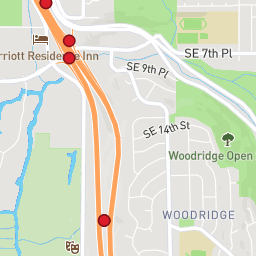 SE 7th Pl
rriott Residence Inn
SE 9th Pl
SE 14th St
Woodridge Open
WOODRIDGE